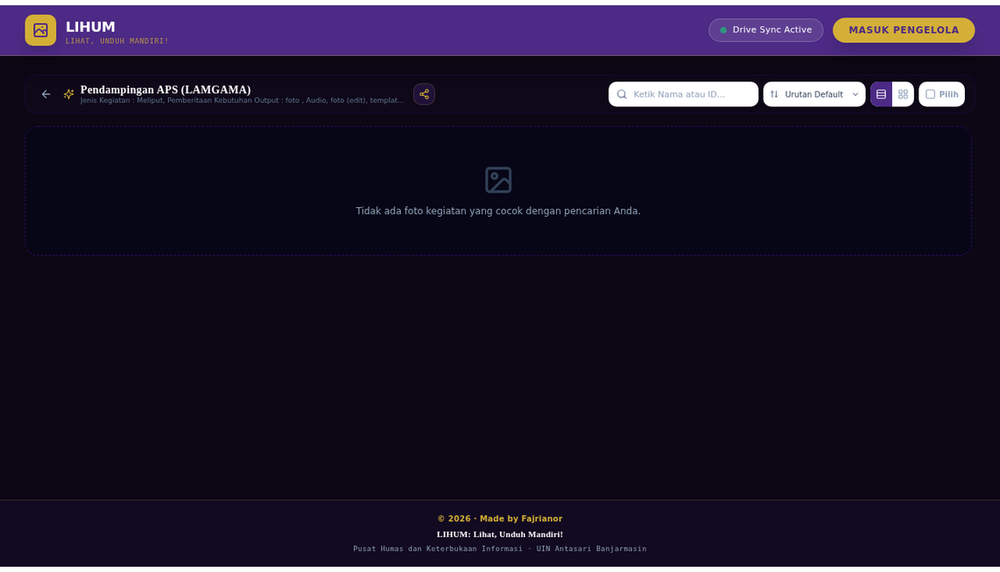 LIHUM
LIHAT, UNDUH MANDIRI!
Drive Sync Active
MASUK PENGELOLA
Pendampingan APS (LAMGAMA)
Jenis Kegiatan : Meliput, Pemberitaan Kebutuhan Output : foto , Audio, foto (edit), templat...
Ketik Nama atau ID...
Urutan Default
Pilih
Tidak ada foto kegiatan yang cocok dengan pencarian Anda.
© 2026 · Made by Fajrianor
LIHUM: Lihat, Unduh Mandiri!
Pusat Humas dan Keterbukaan Informasi · UIN Antasari Banjarmasin